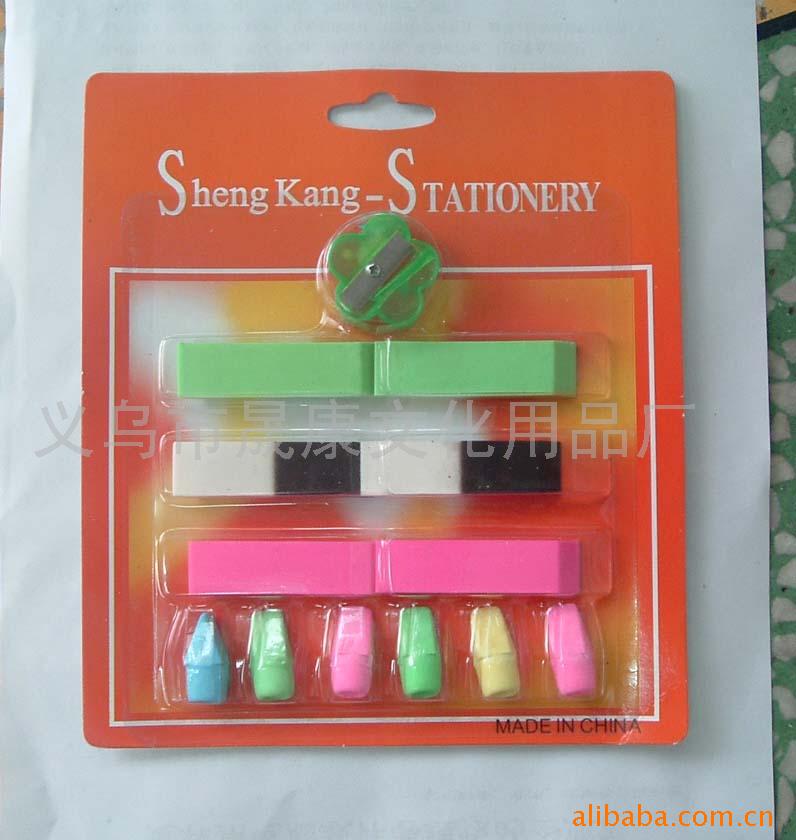 Sheng Kang-STATIONERY
义乌市晟康文化用品厂
MADE IN CHINA
alibaba.com.cn